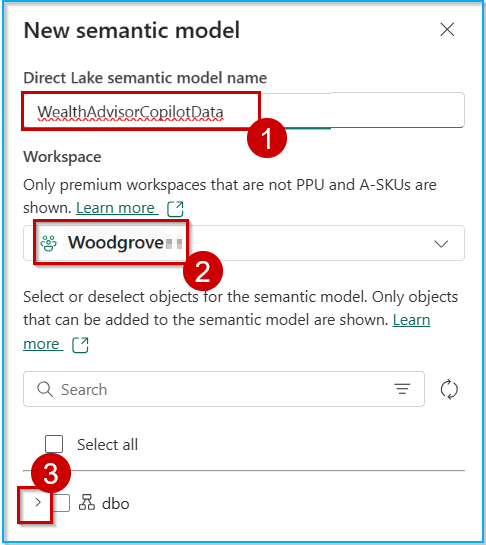 New semantic model
Direct Lake semantic model name
WealthAdvisorCopilotData
1
Workspace
Only premium workspaces that are not PPU and A-SKUs are
shown. Learn more
Woodgrove
2
Select or deselect objects for the semantic model. Only objects
that can be added to the semantic model are shown. Learn
more
Search
Select all
3
dbo